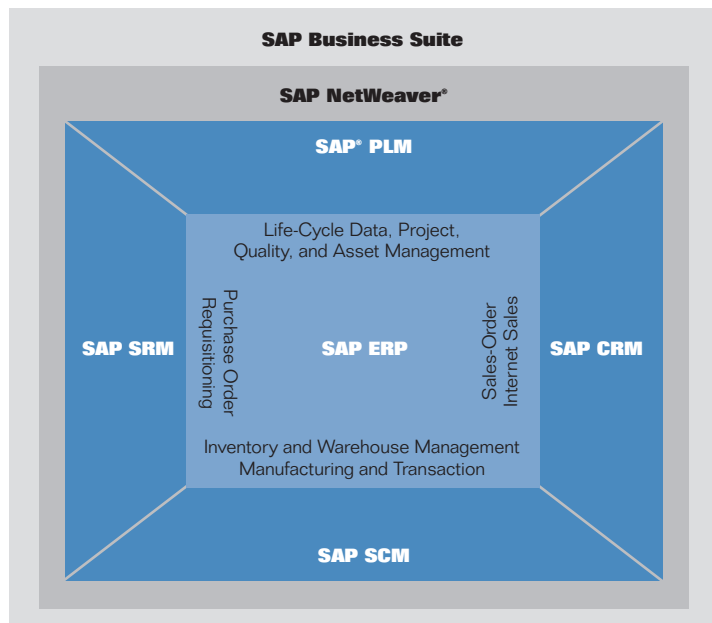 SAP Business Suite
SAP NetWeaver®
SAP® PLM
Life-Cycle Data, Project,
Quality, and Asset Management
SAP SRM
Purchase Order
Requisitioning
SAP ERP
Sales-Order
Internet Sales
SAP CRM
Inventory and Warehouse Management
Manufacturing and Transaction
SAP SCM